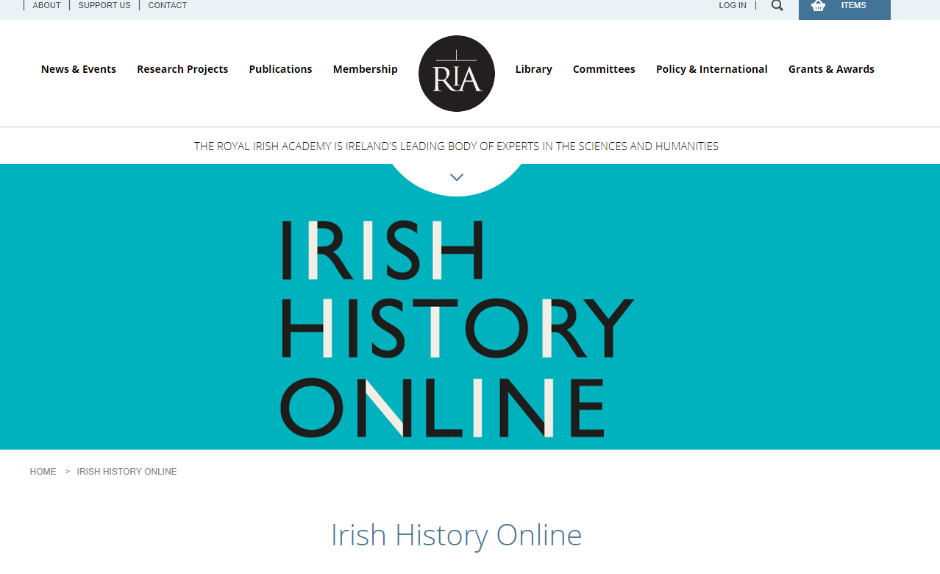 ABOUT SUPPORT US CONTACT LOG IN ITEMS
News & Events Research Projects Publications Membership RIA Library Committees Policy & International Grants & Awards
THE ROYAL IRISH ACADEMY IS IRELAND'S LEADING BODY OF EXPERTS IN THE SCIENCES AND HUMANITIES
IRISH
HISTORY
ONLINE
HOME > IRISH HISTORY ONLINE
Irish History Online